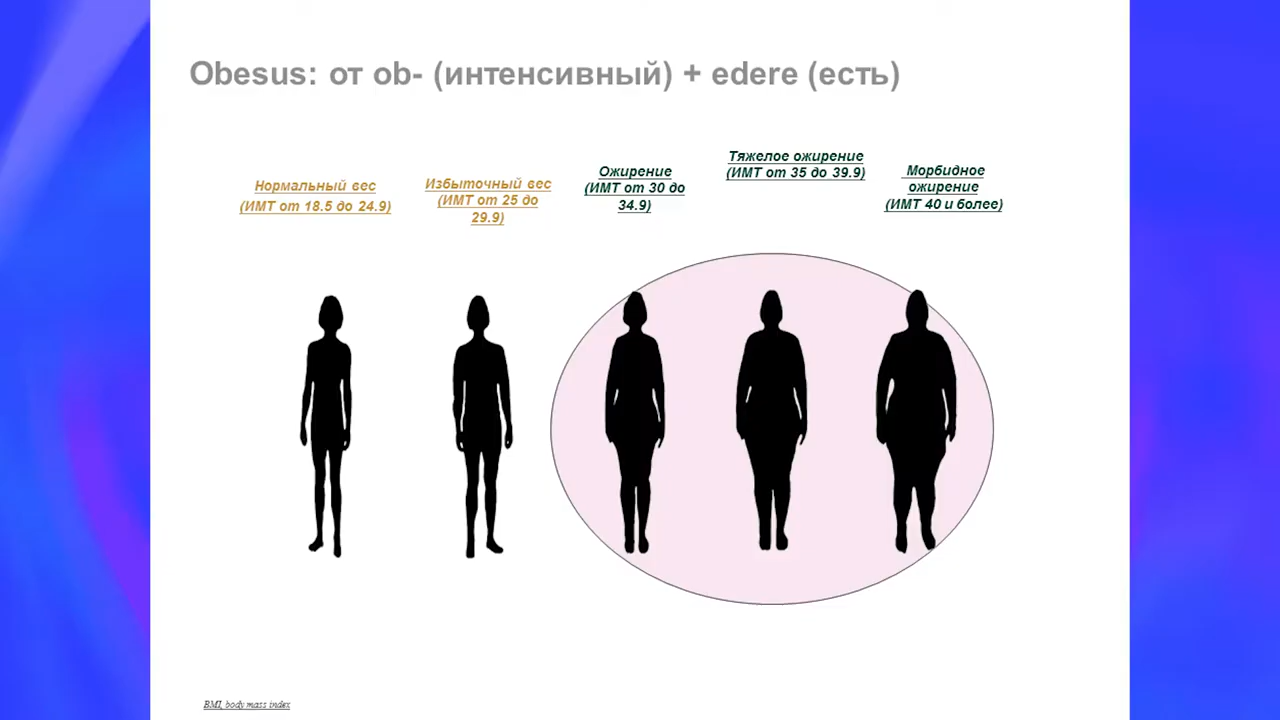 Obesus: от ob- (интенсивный) + edere (есть)
Нормальный вес
(ИМТ от 18.5 до 24.9)
Избыточный вес
(ИМТ от 25 до
29.9)
Ожирение
(ИМТ от 30 до
34.9)
Тяжелое ожирение
(ИМТ от 35 до 39.9)
Морбидное
ожирение
(ИМТ 40 и более)
BMI, body mass index